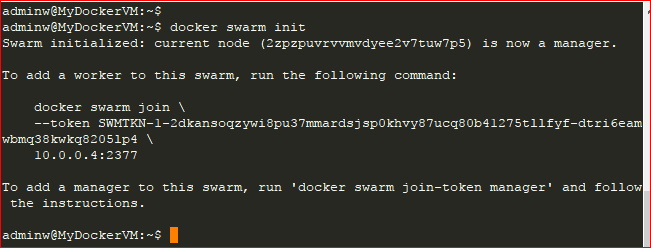 adminw@MyDockerVM:~$
adminw@MyDockerVM:~$ docker swarm init
Swarm initialized: current node (2zpzpuvrvvmvdyee2v7tuw7p5) is now a manager.
To add a worker to this swarm, run the following command:
docker swarm join \
--token SWMTKN-1-2dkansoqzywi8pu37mmardsjsp0khvy87ucq80b41275tllfyf-dtri6eam
wbmq38kwkq8205lp4 \
10.0.0.4:2377
To add a manager to this swarm, run 'docker swarm join-token manager' and follow
the instructions.
adminw@MyDockerVM:~$